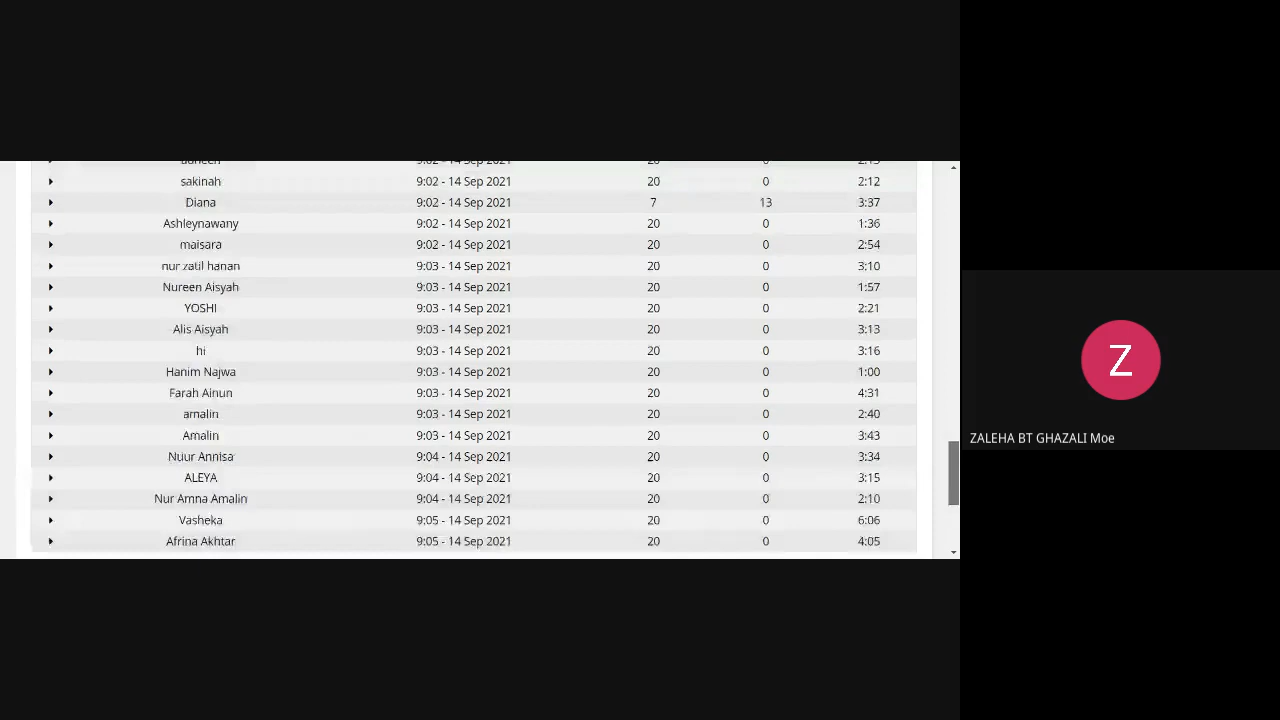 sakinah 9:02 - 14 Sep 2021 20 0 2:12
Diana 9:02 - 14 Sep 2021 7 13 3:37
Ashleynawany 9:02 - 14 Sep 2021 20 0 1:36
maisara 9:02 - 14 Sep 2021 20 0 2:54
nur zatil hanan 9:03 - 14 Sep 2021 20 0 3:10
Nureen Aisyah 9:03 - 14 Sep 2021 20 0 1:57
YOSHI 9:03 - 14 Sep 2021 20 0 2:21
Alis Aisyah 9:03 - 14 Sep 2021 20 0 3:13
hi 9:03 - 14 Sep 2021 20 0 3:16
Hanim Najwa 9:03 - 14 Sep 2021 20 0 1:00
Farah Ainun 9:03 - 14 Sep 2021 20 0 4:31
amalin 9:03 - 14 Sep 2021 20 0 2:40
Amalin 9:03 - 14 Sep 2021 20 0 3:43
Nuur Annisa 9:04 - 14 Sep 2021 20 0 3:34
ALEYA 9:04 - 14 Sep 2021 20 0 3:15
Nur Amna Amalin 9:04 - 14 Sep 2021 20 0 2:10
Vasheka 9:05 - 14 Sep 2021 20 0 6:06
Afrina Akhtar 9:05 - 14 Sep 2021 20 0 4:05
Z
ZALEHA BT GHAZALI Moe